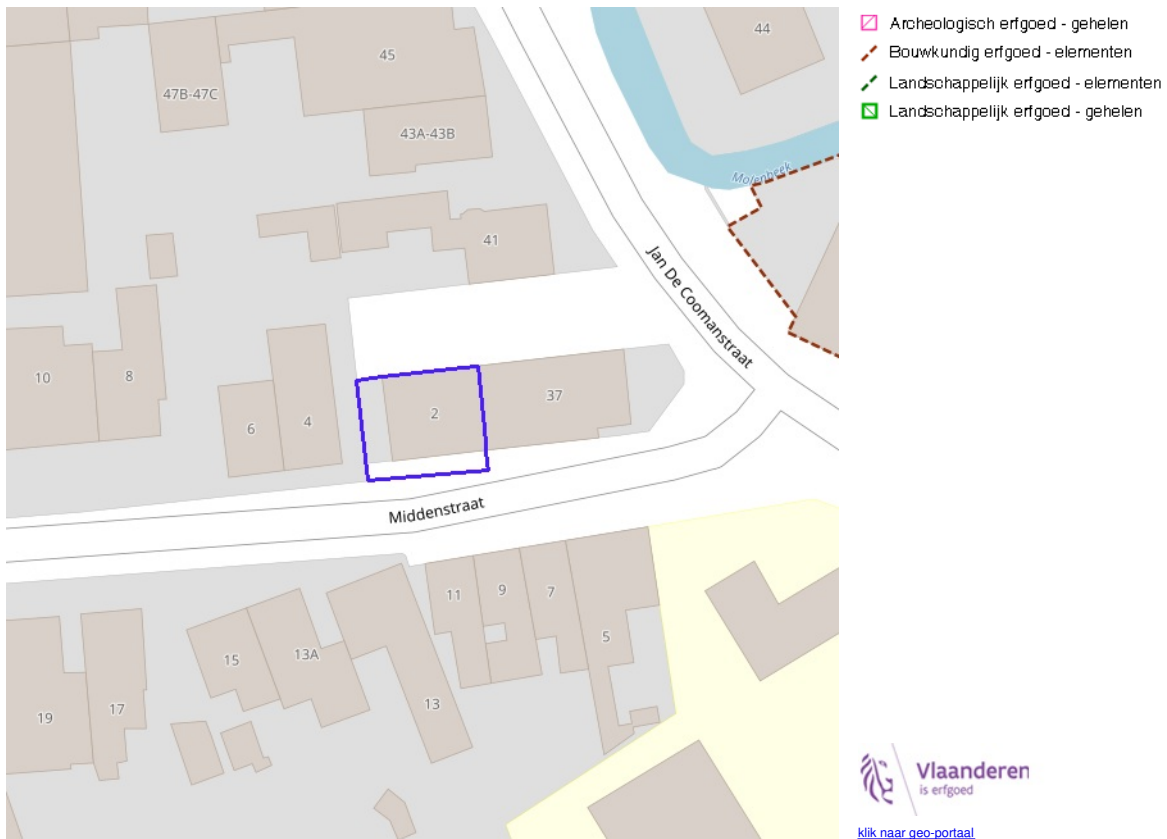 44
45
47B-47C
43A-43B
Molenbeek
41
Jan De Coomanstraat
10
8
37
2
6
4
Middenstraat
11
9
7
5
15
13A
13
19
17
Archeologisch erfgoed - gehelen
Bouwkundig erfgoed - elementen
Landschappelijk erfgoed - elementen
Landschappelijk erfgoed - gehelen
Vlaanderen
is erfgoed
klik naar geo-portaal